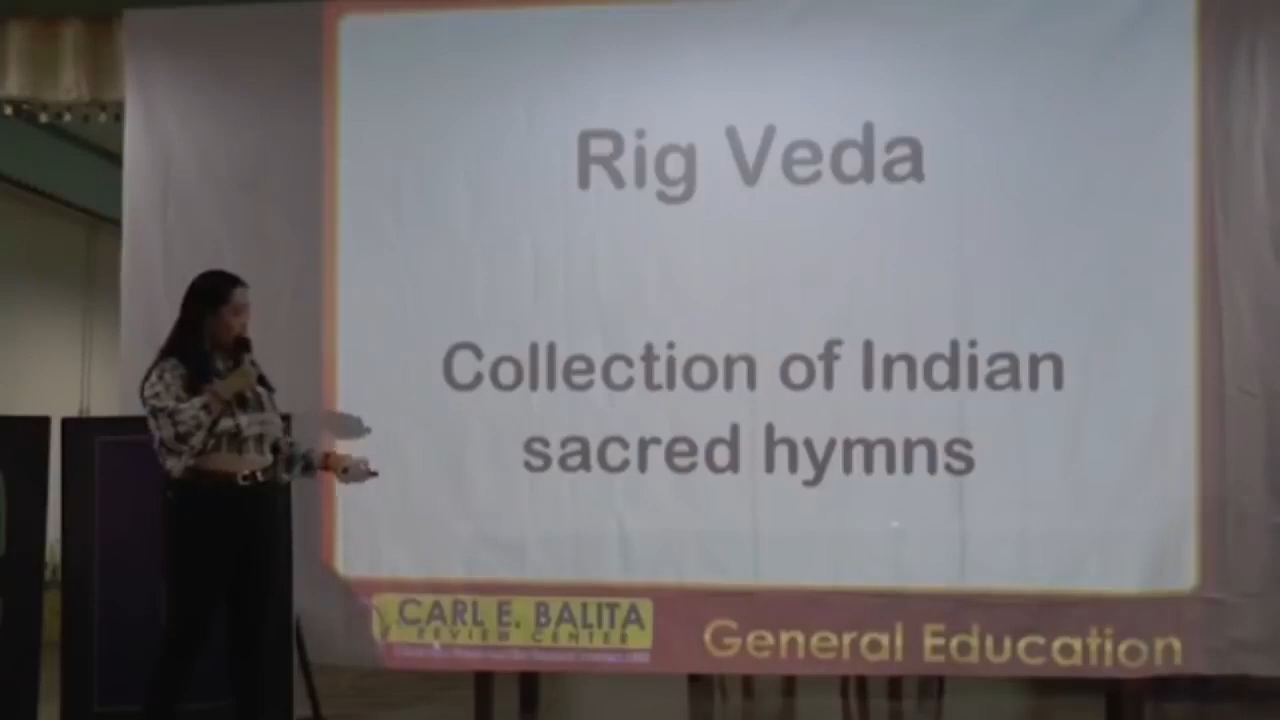 Rig Veda
Collection of Indian
sacred hymns
CARL E. BALITA
REVIEW CENTER
General Education